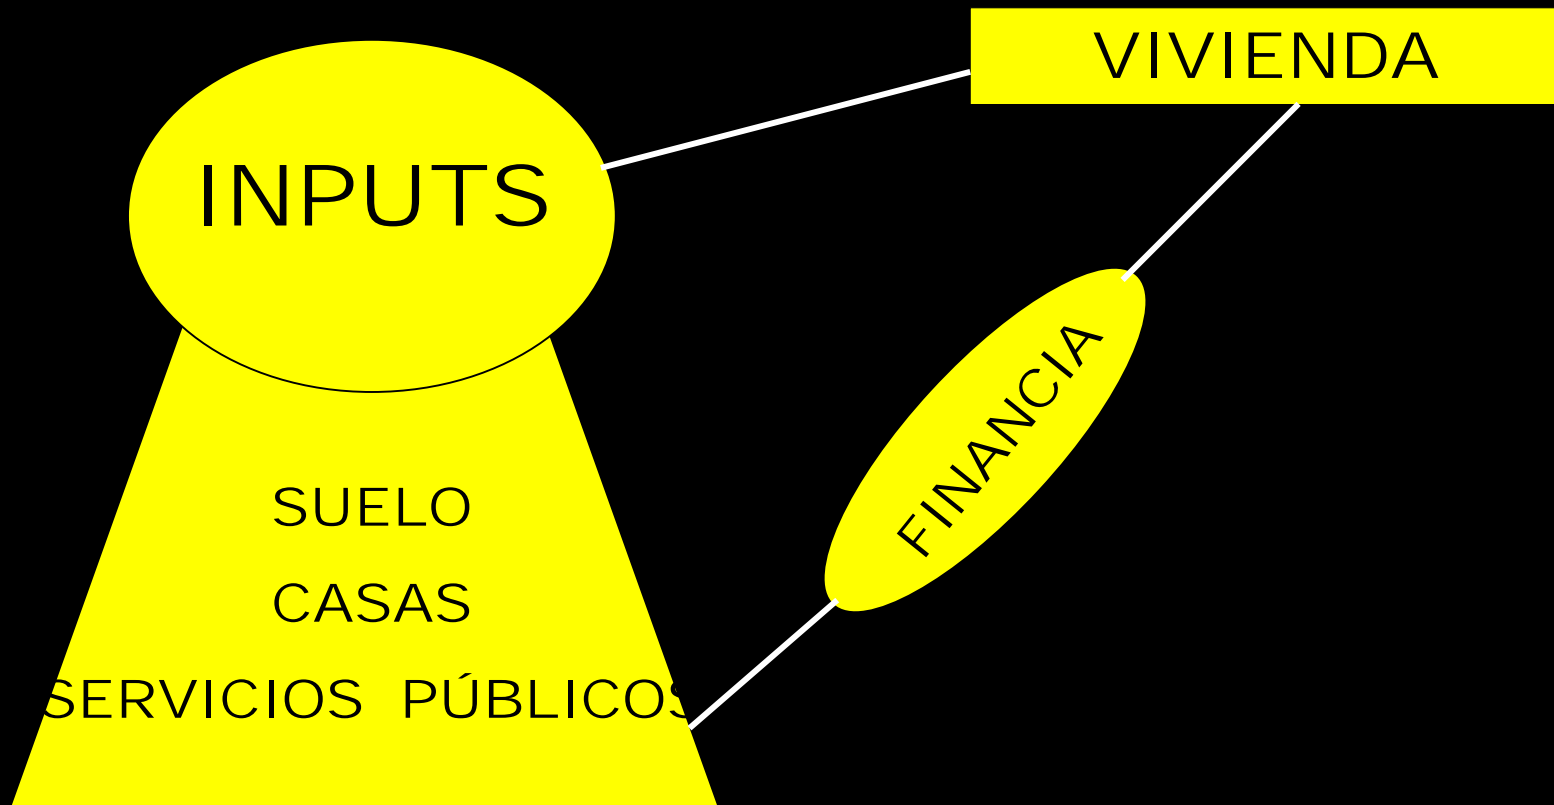 VIVIENDA
INPUTS
FINANCIA
SUELO
CASAS
SERVICIOS PÚBLICOS